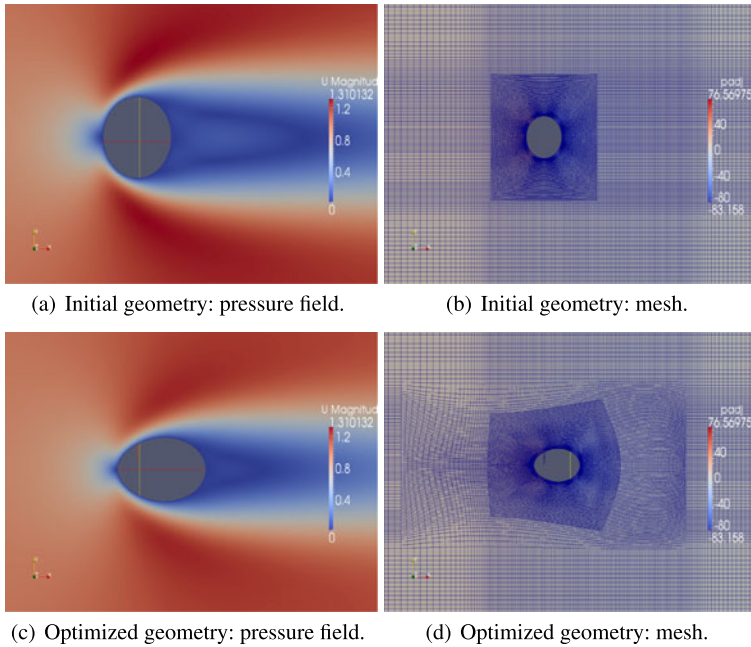 U Magnitud
1.310132
1.2
0.8
0.4
0
padj
76.56975
40
0
-40
-80
-83.158
(a) Initial geometry: pressure field.
(b) Initial geometry: mesh.
U Magnitud
1.310132
1.2
0.8
0.4
0
padj
76.56975
40
0
-40
-80
-83.158
(c) Optimized geometry: pressure field.
(d) Optimized geometry: mesh.